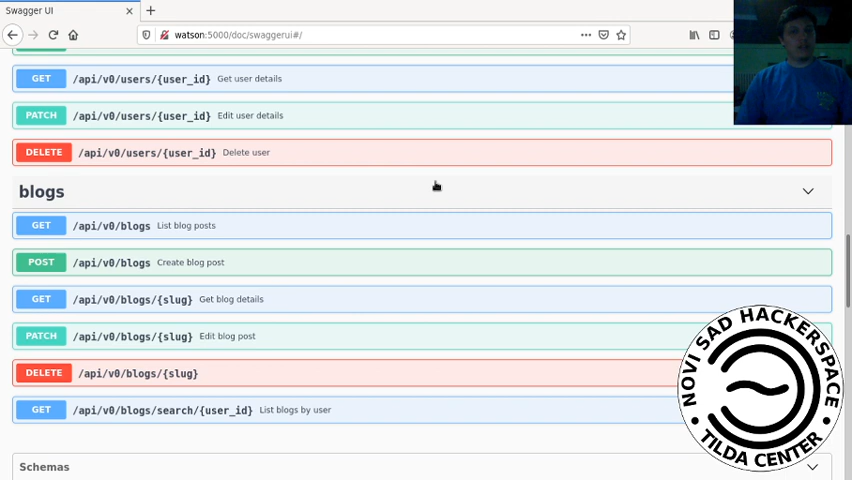 Swagger UI
watson:5000/doc/swaggerui#/
GET /api/v0/users/{user_id} Get user details
PATCH /api/v0/users/{user_id} Edit user details
DELETE /api/v0/users/{user_id} Delete user
blogs
GET /api/v0/blogs List blog posts
POST /api/v0/blogs Create blog post
GET /api/v0/blogs/{slug} Get blog details
PATCH /api/v0/blogs/{slug} Edit blog post
DELETE /api/v0/blogs/{slug}
GET /api/v0/blogs/search/{user_id} List blogs by user
Schemas
NOVI SAD HACKERSPACE
TILDA CENTER